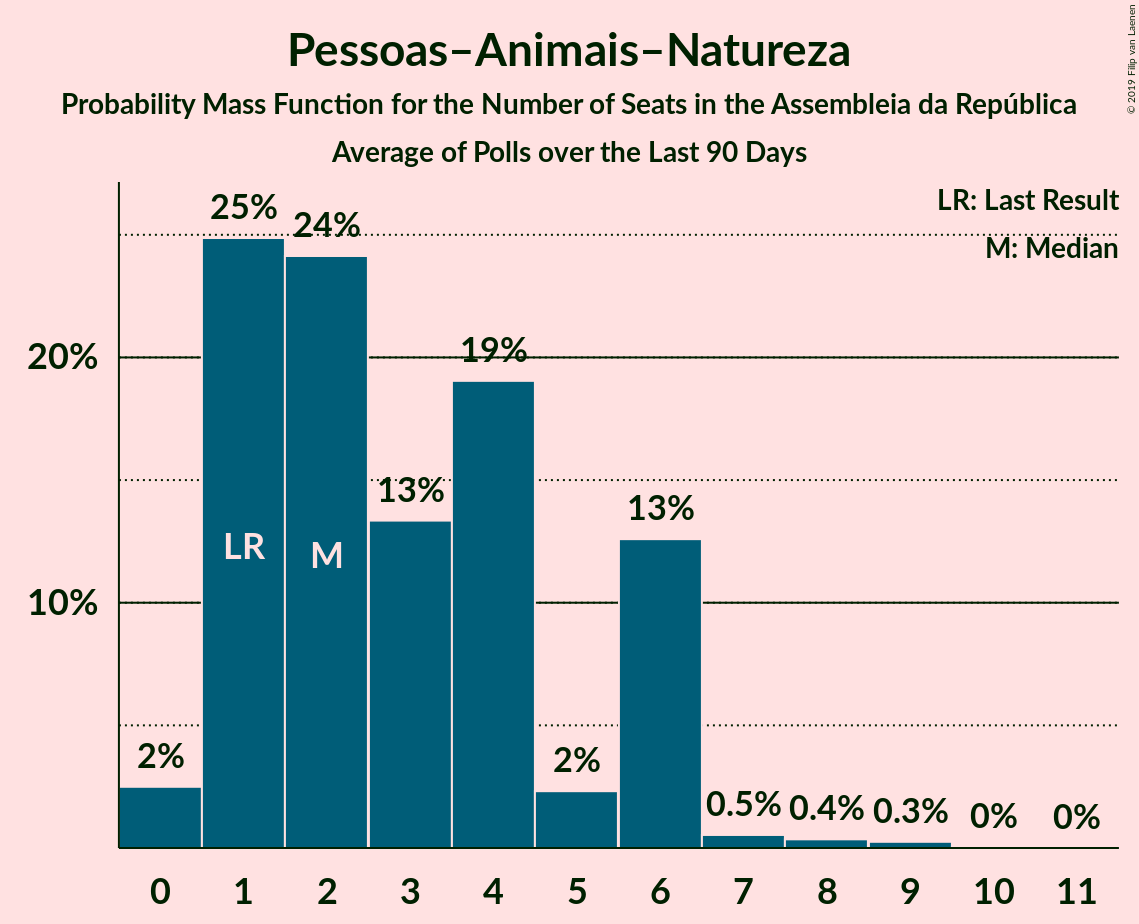 Pessoas–Animais–Natureza
Probability Mass Function for the Number of Seats in the Assembleia da República
Average of Polls over the Last 90 Days
© 2019 Filip van Laenen
LR: Last Result
M: Median
25%
24%
20%
19%
13%
13%
LR
M
10%
2%
2%
0.5%
0.4%
0.3%
0%
0%
0 1 2 3 4 5 6 7 8 9 10 11